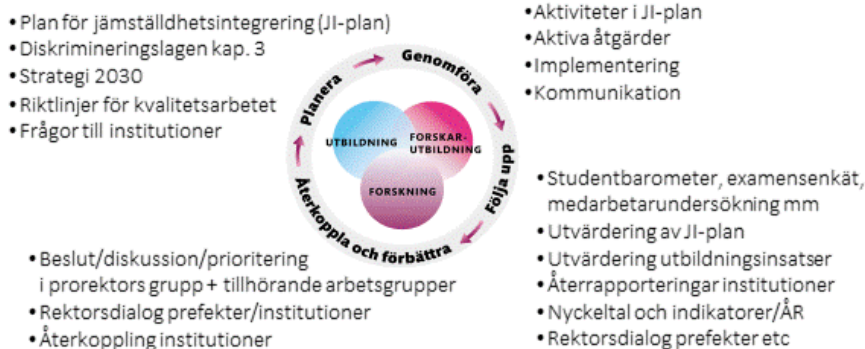 • Plan för jämställdhetsintegrering (JI-plan)
• Diskrimineringslagen kap. 3
• Strategi 2030
• Riktlinjer för kvalitetsarbetet
• Frågor till institutioner
• Aktiviteter i JI-plan
• Aktiva åtgärder
• Implementering
• Kommunikation
Planera
Genomföra
Följa upp
Återkoppla och förbättra
UTBILDNING
FORSKAR-
UTBILDNING
FORSKNING
• Beslut/diskussion/prioritering
i prorektors grupp + tillhörande arbetsgrupper
• Rektorsdialog prefekter/institutioner
• Återkoppling institutioner
• Studentbarometer, examensenkät,
medarbetarundersökning mm
• Utvärdering av JI-plan
• Utvärdering utbildningsinsatser
• Återrapporteringar institutioner
• Nyckeltal och indikatorer/ÅR
• Rektorsdialog prefekter etc